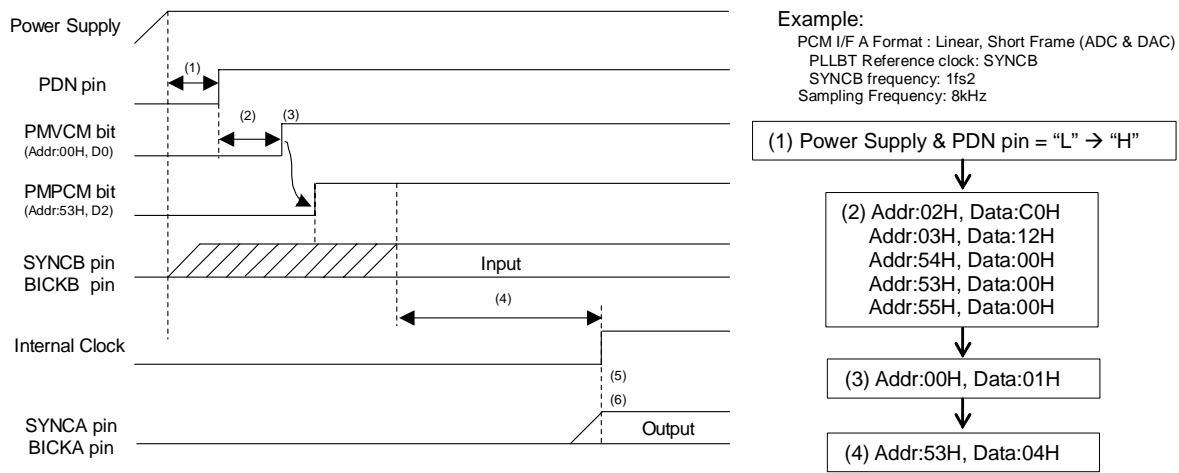 Power Supply
(1)
PDN pin
(2)
(3)
PMVCM bit
(Addr:00H, D0)
PMPCM bit
(Addr:53H, D2)
SYNCB pin
BICKB pin
Input
(4)
Internal Clock
(5)
(6)
SYNCA pin
BICKA pin
Output
Example:
PCM I/F A Format : Linear, Short Frame (ADC & DAC)
PLLBT Reference clock: SYNCB
SYNCB frequency: 1fs2
Sampling Frequency: 8kHz
(1) Power Supply & PDN pin = “L” → “H”
(2) Addr:02H, Data:C0H
Addr:03H, Data:12H
Addr:54H, Data:00H
Addr:53H, Data:00H
Addr:55H, Data:00H
(3) Addr:00H, Data:01H
(4) Addr:53H, Data:04H